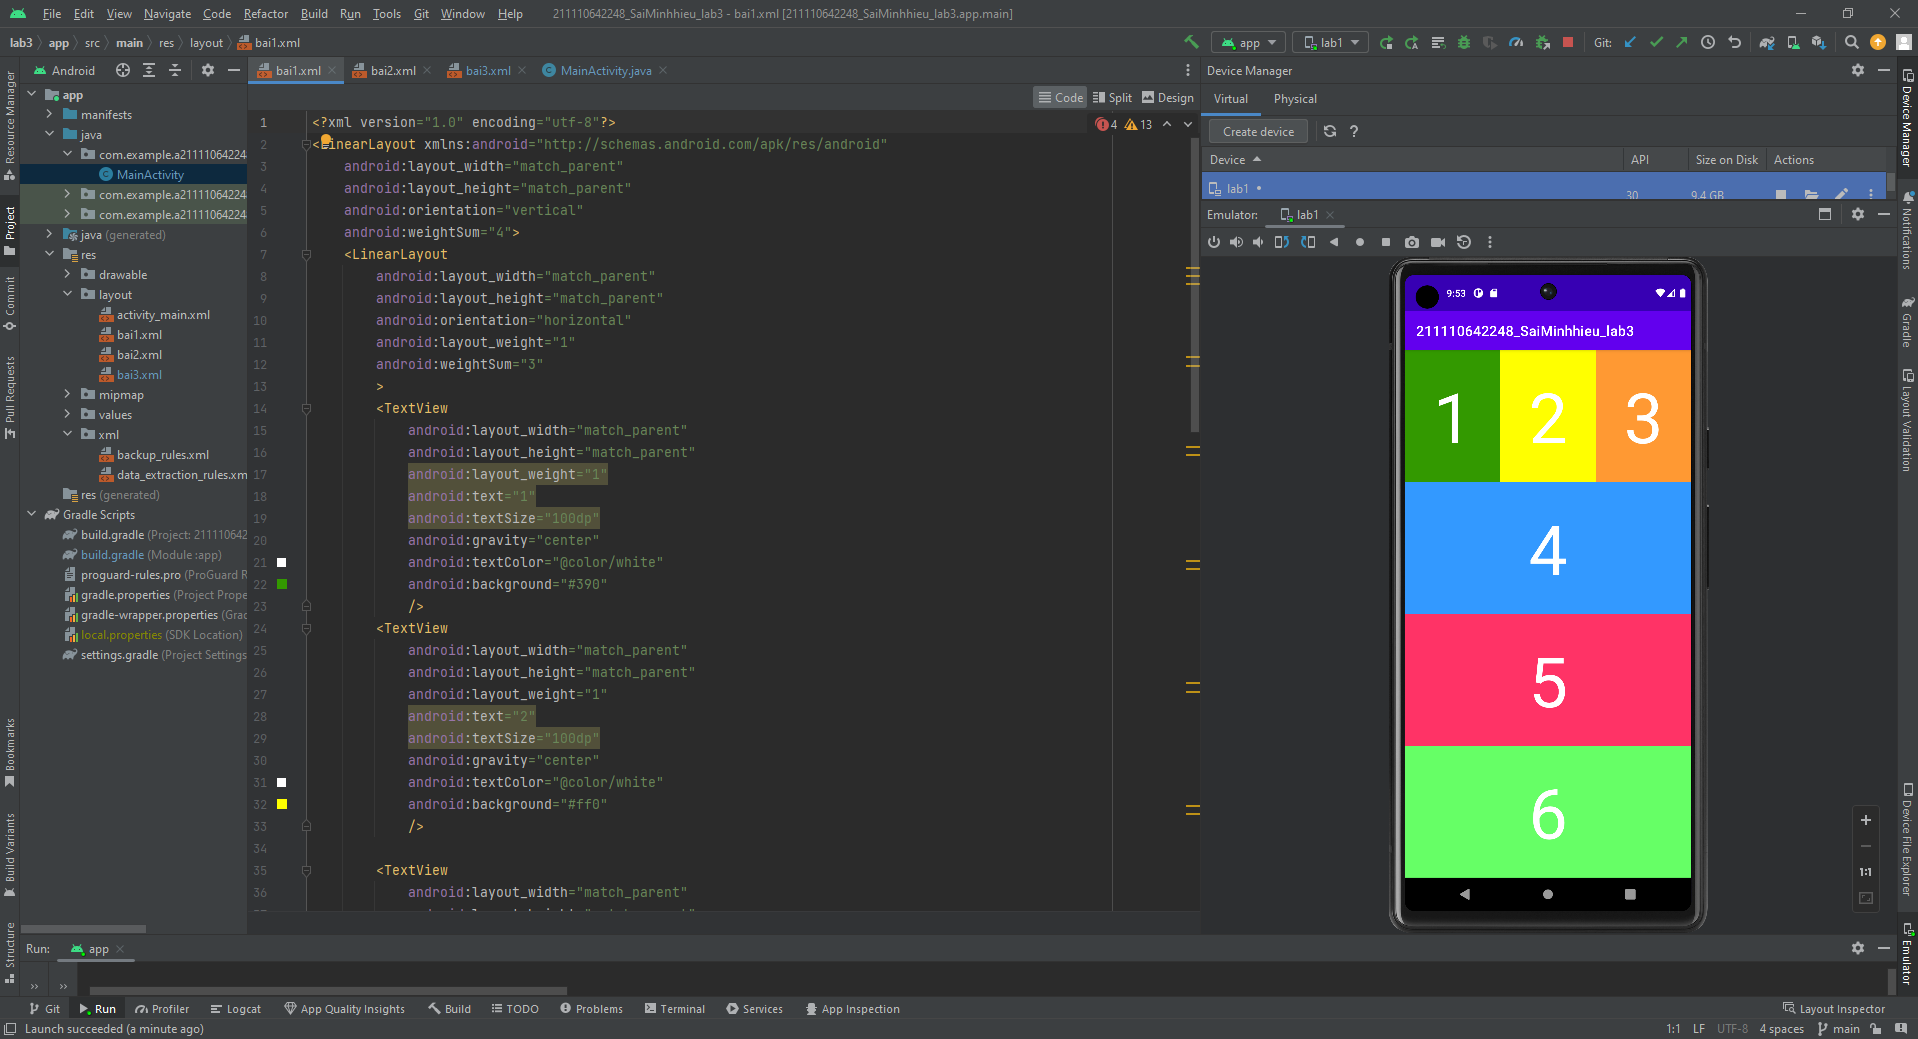 File Edit View Navigate Code Refactor Build Run Tools Git Window Help 211110642248_SaiMinhhieu_lab3 - bai1.xml [211110642248_SaiMinhhieu_lab3.app.main]
lab3 app src main res layout bai1.xml app lab1 Git:
Android bai1.xml bai2.xml bai3.xml MainActivity.java Device Manager
Code Split Design Virtual Physical
Create device ?
Device API Size on Disk Actions
lab1 30 9.4 GB
Emulator: lab1
Resource Manager
Project
Commit
Pull Requests
Bookmarks
Build Variants
Structure
app
manifests
java
com.example.a211110642248
MainActivity
com.example.a211110642248
com.example.a211110642248
java (generated)
res
drawable
layout
activity_main.xml
bai1.xml
bai2.xml
bai3.xml
mipmap
values
xml
backup_rules.xml
data_extraction_rules.xm
res (generated)
Gradle Scripts
build.gradle (Project: 211110642
build.gradle (Module :app)
proguard-rules.pro (ProGuard R
gradle.properties (Project Prope
gradle-wrapper.properties (Grad
local.properties (SDK Location)
settings.gradle (Project Settings
4 13
1 <?xml version="1.0" encoding="utf-8"?>
2 <LinearLayout xmlns:android="http://schemas.android.com/apk/res/android"
3 android:layout_width="match_parent"
4 android:layout_height="match_parent"
5 android:orientation="vertical"
6 android:weightSum="4">
7 <LinearLayout
8 android:layout_width="match_parent"
9 android:layout_height="match_parent"
10 android:orientation="horizontal"
11 android:layout_weight="1"
12 android:weightSum="3"
13 >
14 <TextView
15 android:layout_width="match_parent"
16 android:layout_height="match_parent"
17 android:layout_weight="1"
18 android:text="1"
19 android:textSize="100dp"
20 android:gravity="center"
21 android:textColor="@color/white"
22 android:background="#390"
23 />
24 <TextView
25 android:layout_width="match_parent"
26 android:layout_height="match_parent"
27 android:layout_weight="1"
28 android:text="2"
29 android:textSize="100dp"
30 android:gravity="center"
31 android:textColor="@color/white"
32 android:background="#ff0"
33 />
34
35 <TextView
36 android:layout_width="match_parent"
9:53
211110642248_SaiMinhhieu_lab3
1 2 3
4
5
6
+
−
1:1
Device Manager
Notifications
Gradle
Layout Validation
Device File Explorer
Emulator
Run: app
Git Run Profiler Logcat App Quality Insights Build TODO Problems Terminal Services App Inspection Layout Inspector
Launch succeeded (a minute ago) 1:1 LF UTF-8 4 spaces main